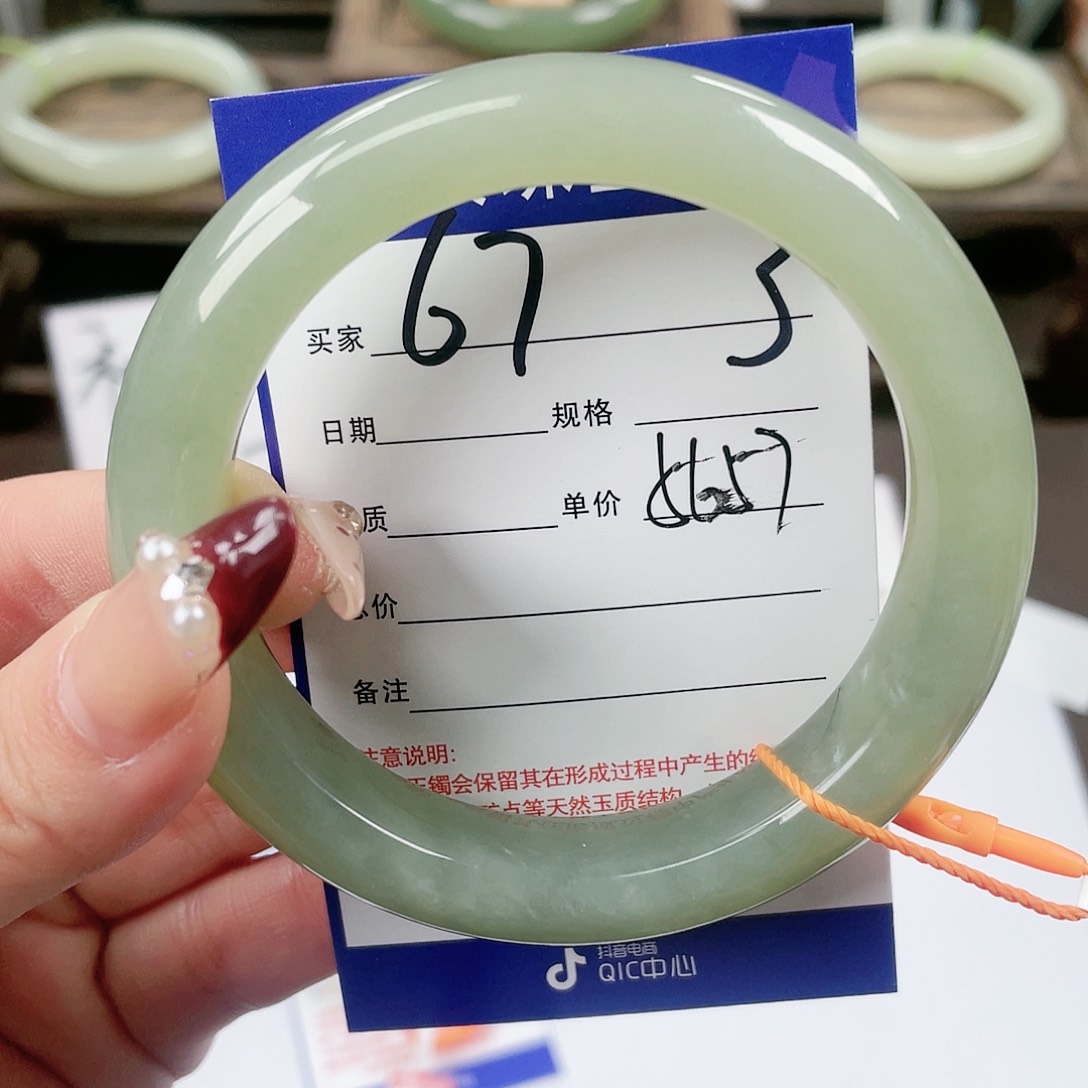 67 5
买家
日期 规格
质 单价
价
备注
注意说明:
玉镯会保留其在形成过程中产生的
点等天然玉质结构
抖音电商
QIC中心